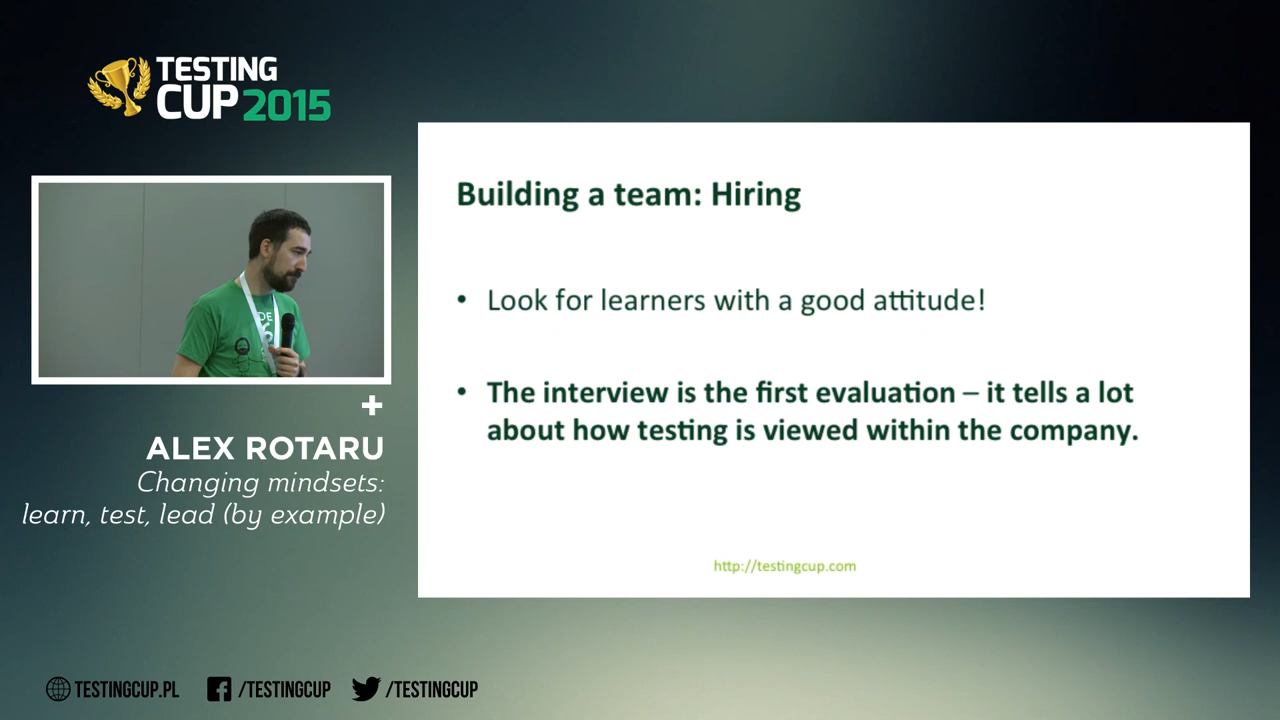 TESTING
CUP 2015
DE
+
ALEX ROTARU
Changing mindsets:
learn, test, lead (by example)
Building a team: Hiring
• Look for learners with a good attitude!
• The interview is the first evaluation – it tells a lot
about how testing is viewed within the company.
http://testingcup.com
TESTINGCUP.PL
/TESTINGCUP
/TESTINGCUP